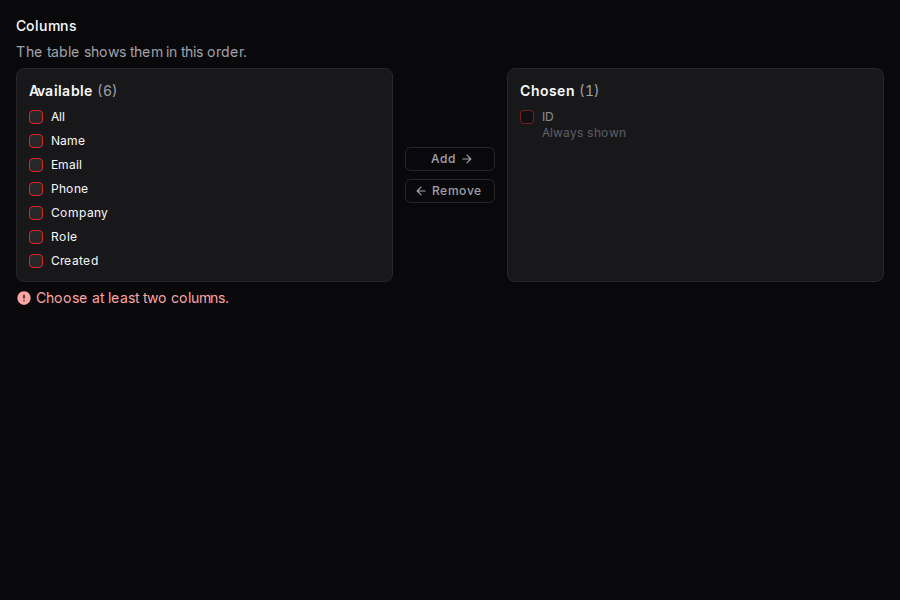 Columns
The table shows them in this order.
Available (6)
All
Name
Email
Phone
Company
Role
Created
Add →
← Remove
Chosen (1)
ID
Always shown
Choose at least two columns.